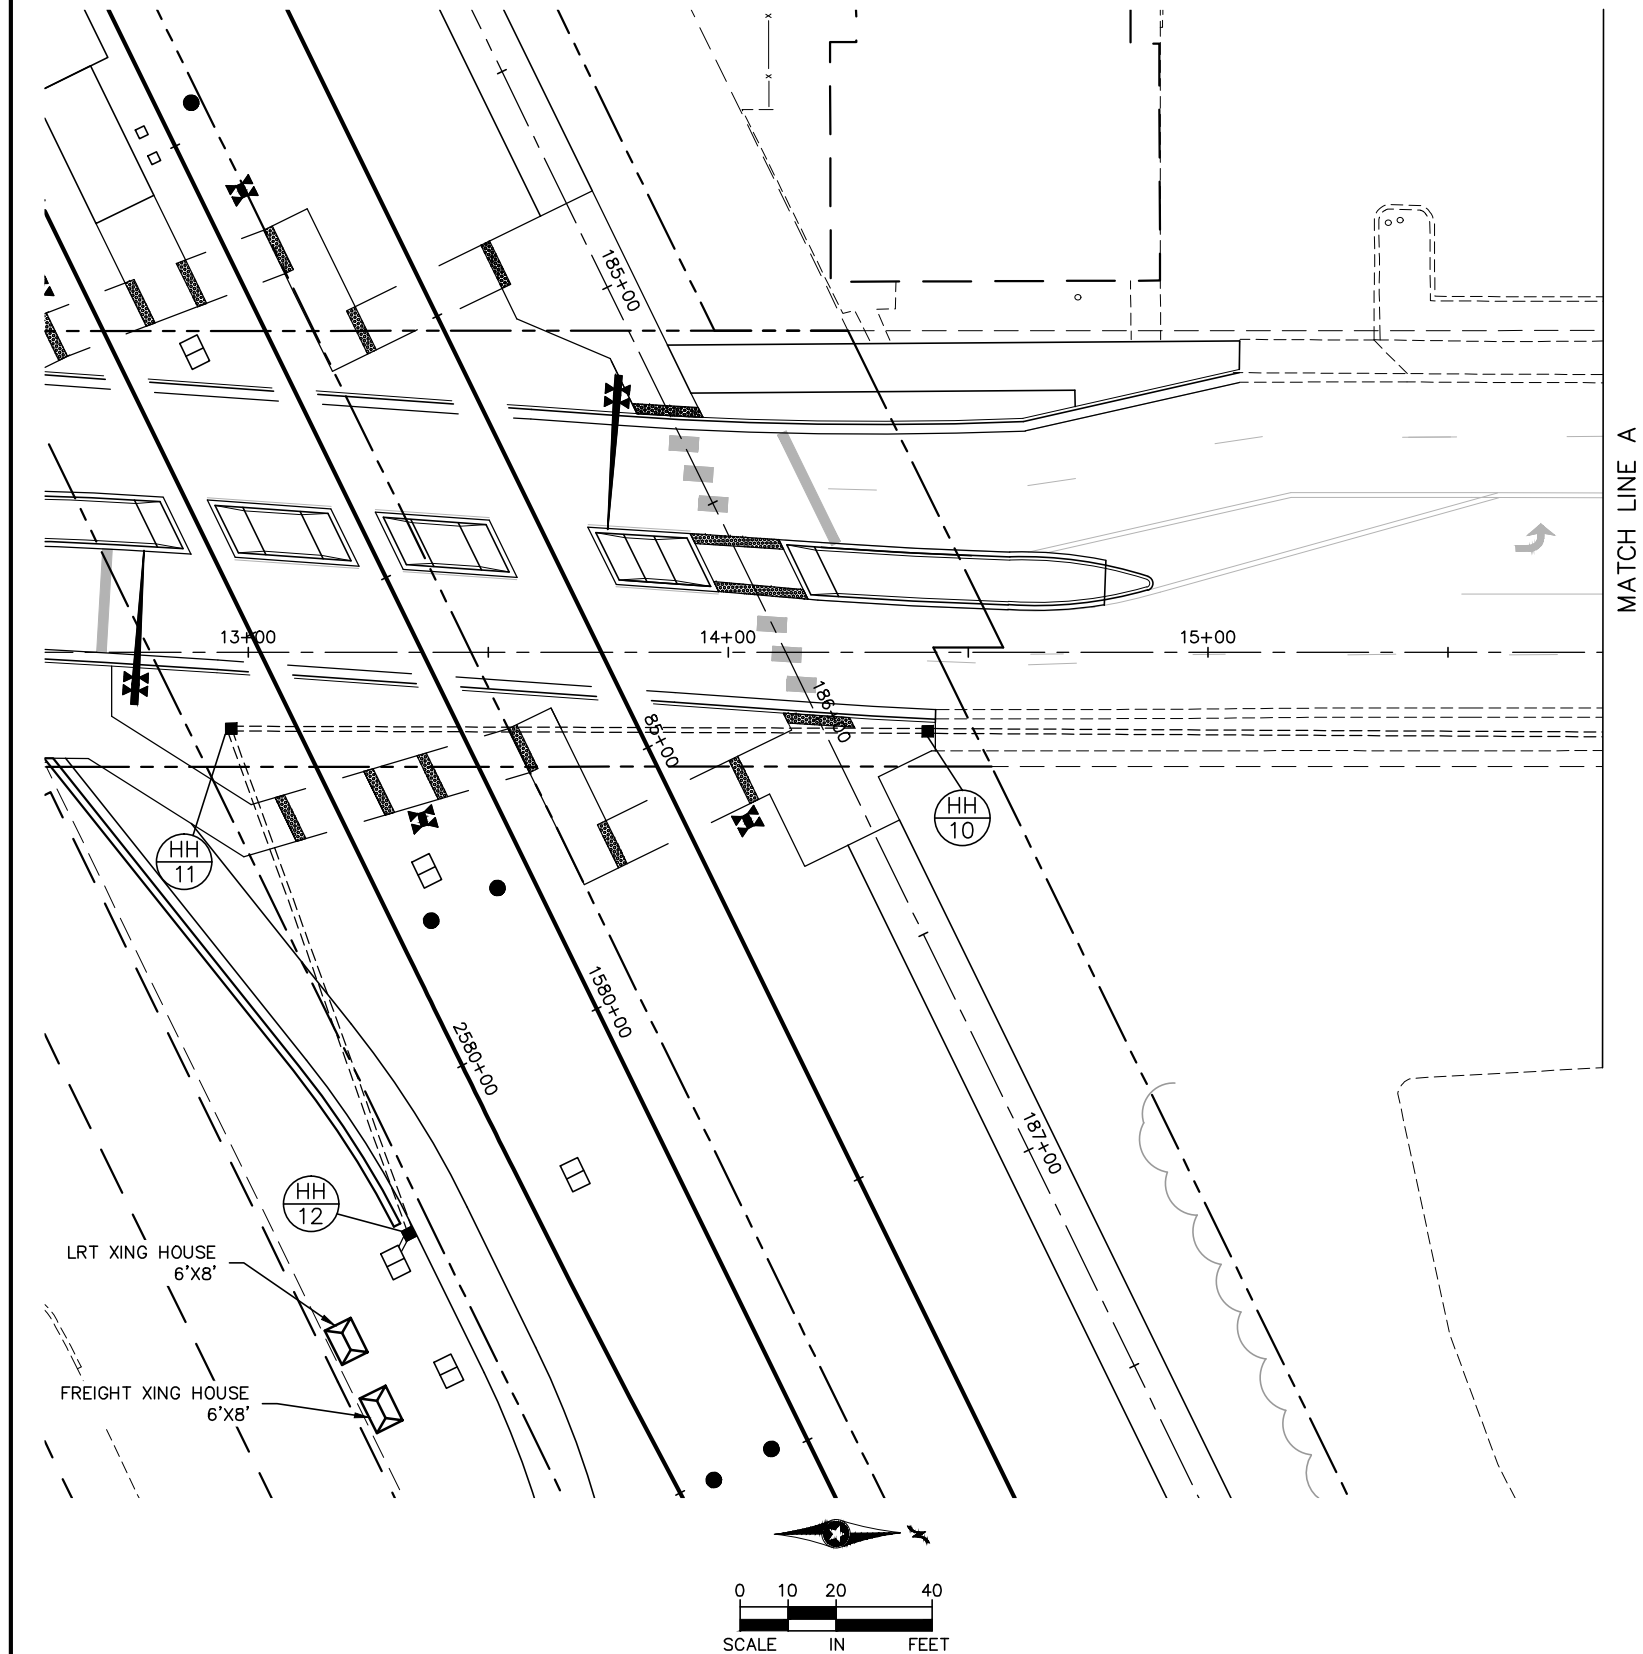 185+00
MATCH LINE A
13+00
14+00
15+00
186+00
85+00
HH
10
HH
11
1580+00
2580+00
187+00
HH
12
LRT XING HOUSE
6'X8'
FREIGHT XING HOUSE
6'X8'
N
0 10 20 40
SCALE IN FEET